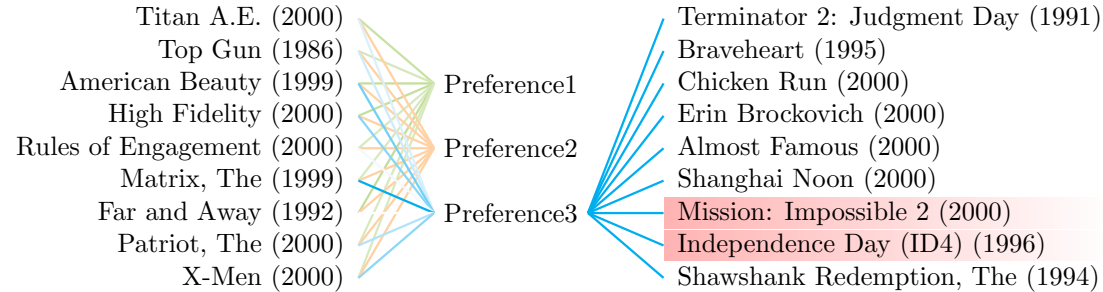 Titan A.E. (2000)
Top Gun (1986)
American Beauty (1999)
High Fidelity (2000)
Rules of Engagement (2000)
Matrix, The (1999)
Far and Away (1992)
Patriot, The (2000)
X-Men (2000)
Preference1
Preference2
Preference3
Terminator 2: Judgment Day (1991)
Braveheart (1995)
Chicken Run (2000)
Erin Brockovich (2000)
Almost Famous (2000)
Shanghai Noon (2000)
Mission: Impossible 2 (2000)
Independence Day (ID4) (1996)
Shawshank Redemption, The (1994)